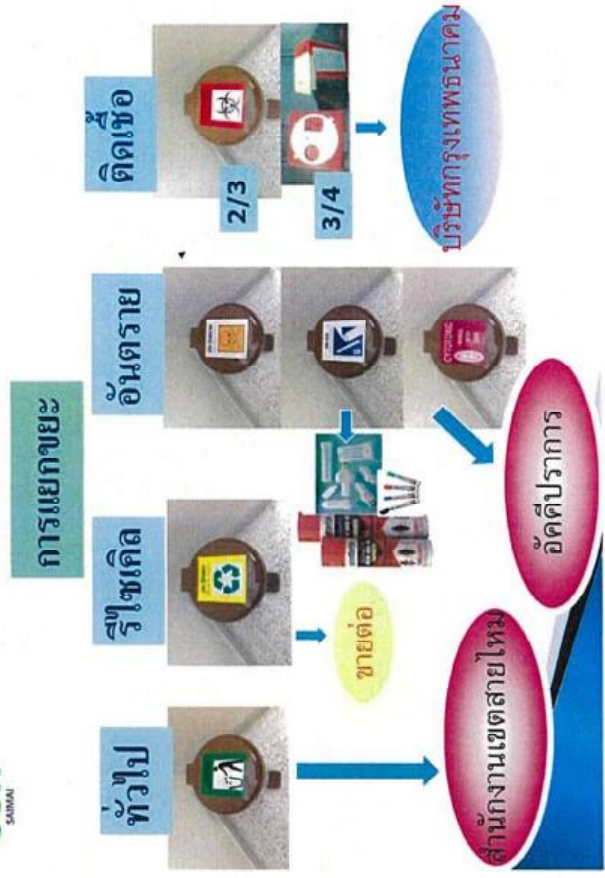 SAIMAI
การแยกขยะ
ทั่วไป
รีไซเคิล
อันตราย
ติดเชื้อ
2/3
3/4
CYTOTOXIC
ขายต่อ
สำนักงานเขตสายไหม
อัคคีปราการ
บริษัทกรุงเทพธนาคม